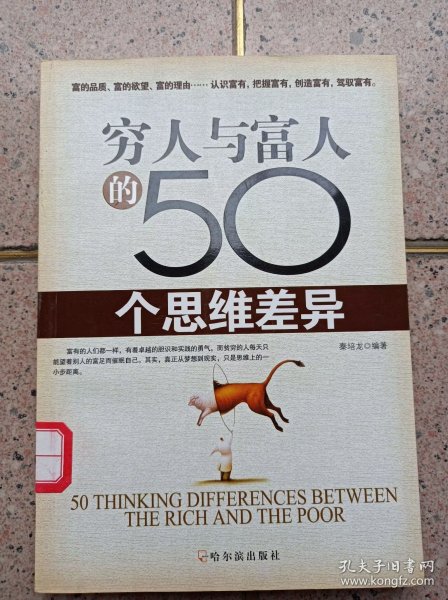 富的品质、富的欲望、富的理由……认识富有，把握富有，创造富有，驾驭富有。
穷人与富人
的50
个思维差异
富有的人们都一样，有着卓越的胆识和实践的勇气。而贫穷的人每天只
能望着别人的富足而催眠自己。其实，真正从梦想到现实，只是思维上的一
小步距离。
秦培龙◎编著
50 THINKING DIFFERENCES BETWEEN
THE RICH AND THE POOR
哈尔滨出版社
孔夫子旧书网
www.kongfz.com